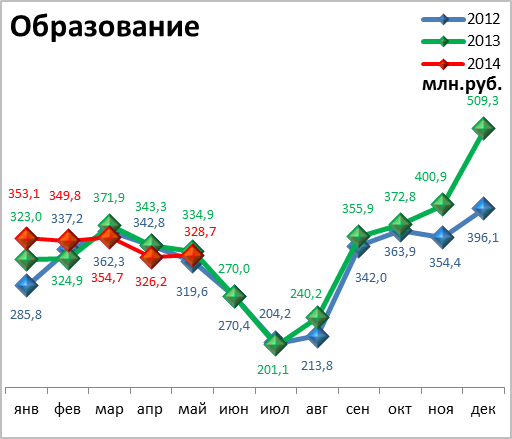 Образование
2012
2013
2014
млн.руб.
509,3
353,1 349,8 371,9 343,3 334,9 355,9 372,8 400,9
323,0 337,2 342,8 328,7
285,8 324,9 362,3 354,7 326,2 319,6 270,0 270,4 204,2 201,1 240,2 213,8 342,0 363,9 354,4 396,1
янв фев мар апр май июн июл авг сен окт ноя дек